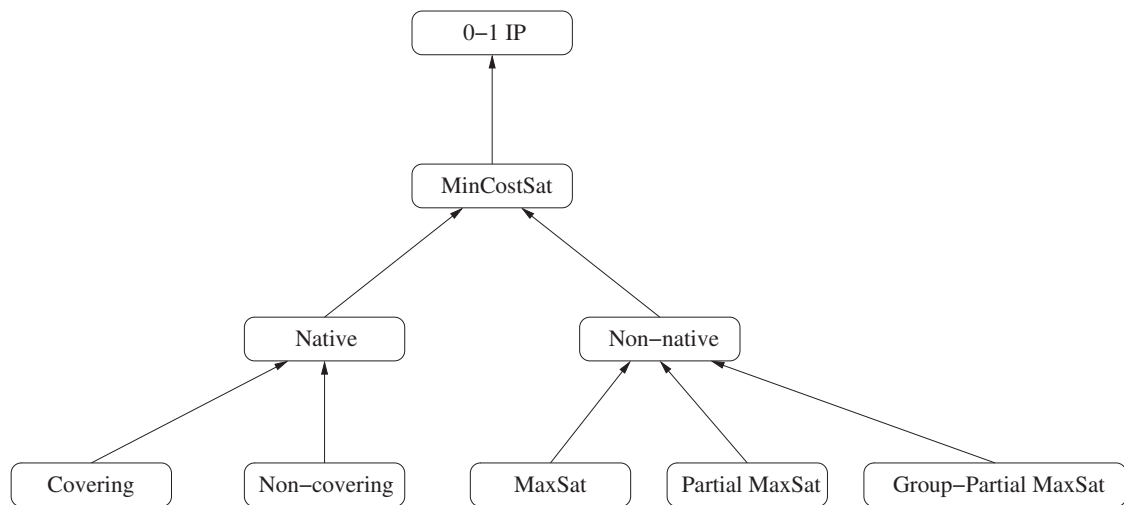 0−1 IP
MinCostSat
Native
Non−native
Covering
Non−covering
MaxSat
Partial MaxSat
Group−Partial MaxSat